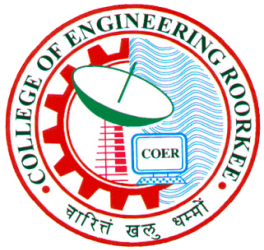 • COLLEGE OF ENGINEERING ROORKEE •
COER
चारित्तं खलु धम्मो